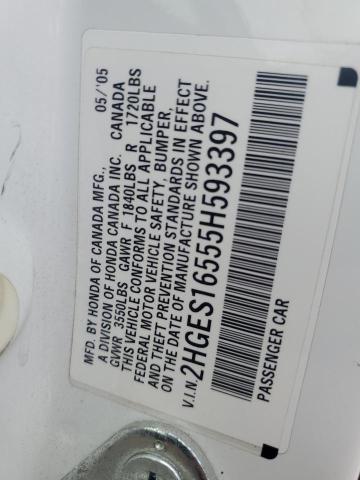 MFD. BY HONDA OF CANADA MFG., 05/'05
A DIVISION OF HONDA CANADA INC. CANADA
GVWR 3550LBS GAWR F 1840LBS R 1720LBS
THIS VEHICLE CONFORMS TO ALL APPLICABLE
FEDERAL MOTOR VEHICLE SAFETY, BUMPER,
AND THEFT PREVENTION STANDARDS IN EFFECT
ON THE DATE OF MANUFACTURE SHOWN ABOVE.
V.I.N. 2HGES16555H593397
PASSENGER CAR